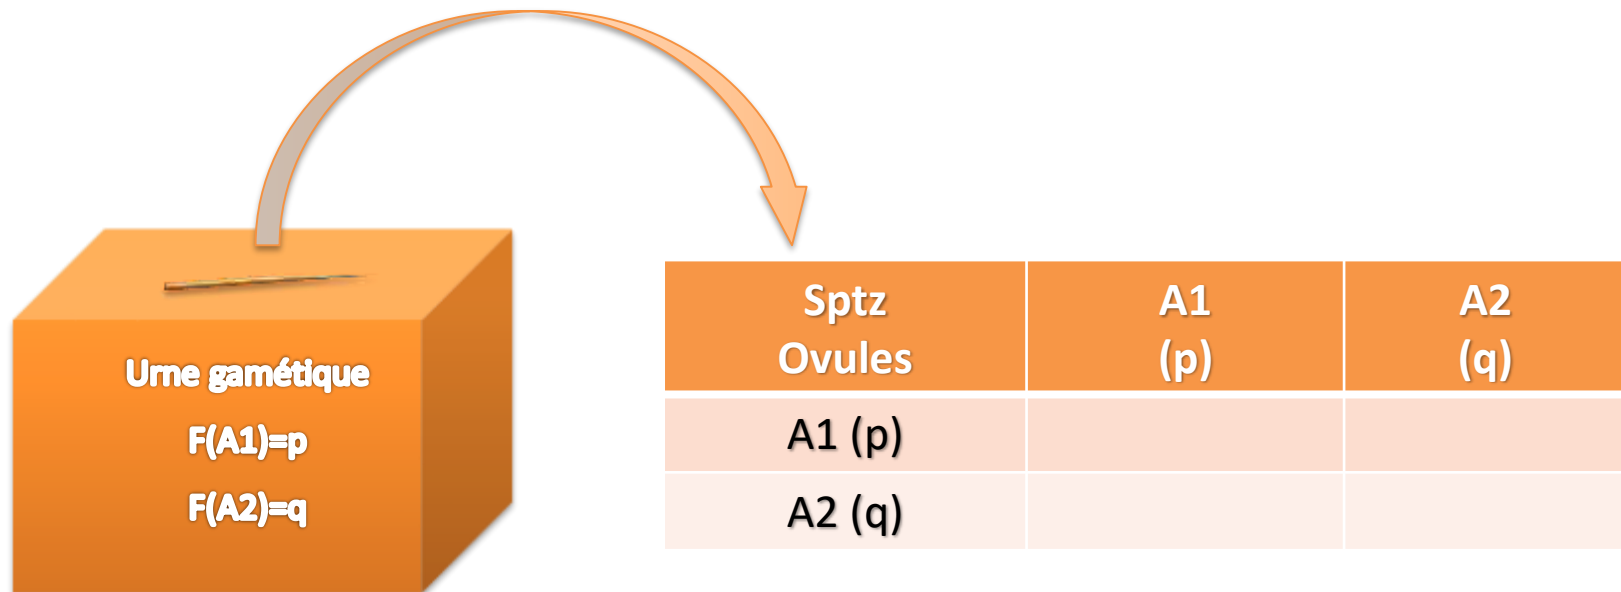 Urne gamétique
F(A1)=p
F(A2)=q
Sptz
Ovules
A1
(p)
A2
(q)
A1 (p)
A2 (q)